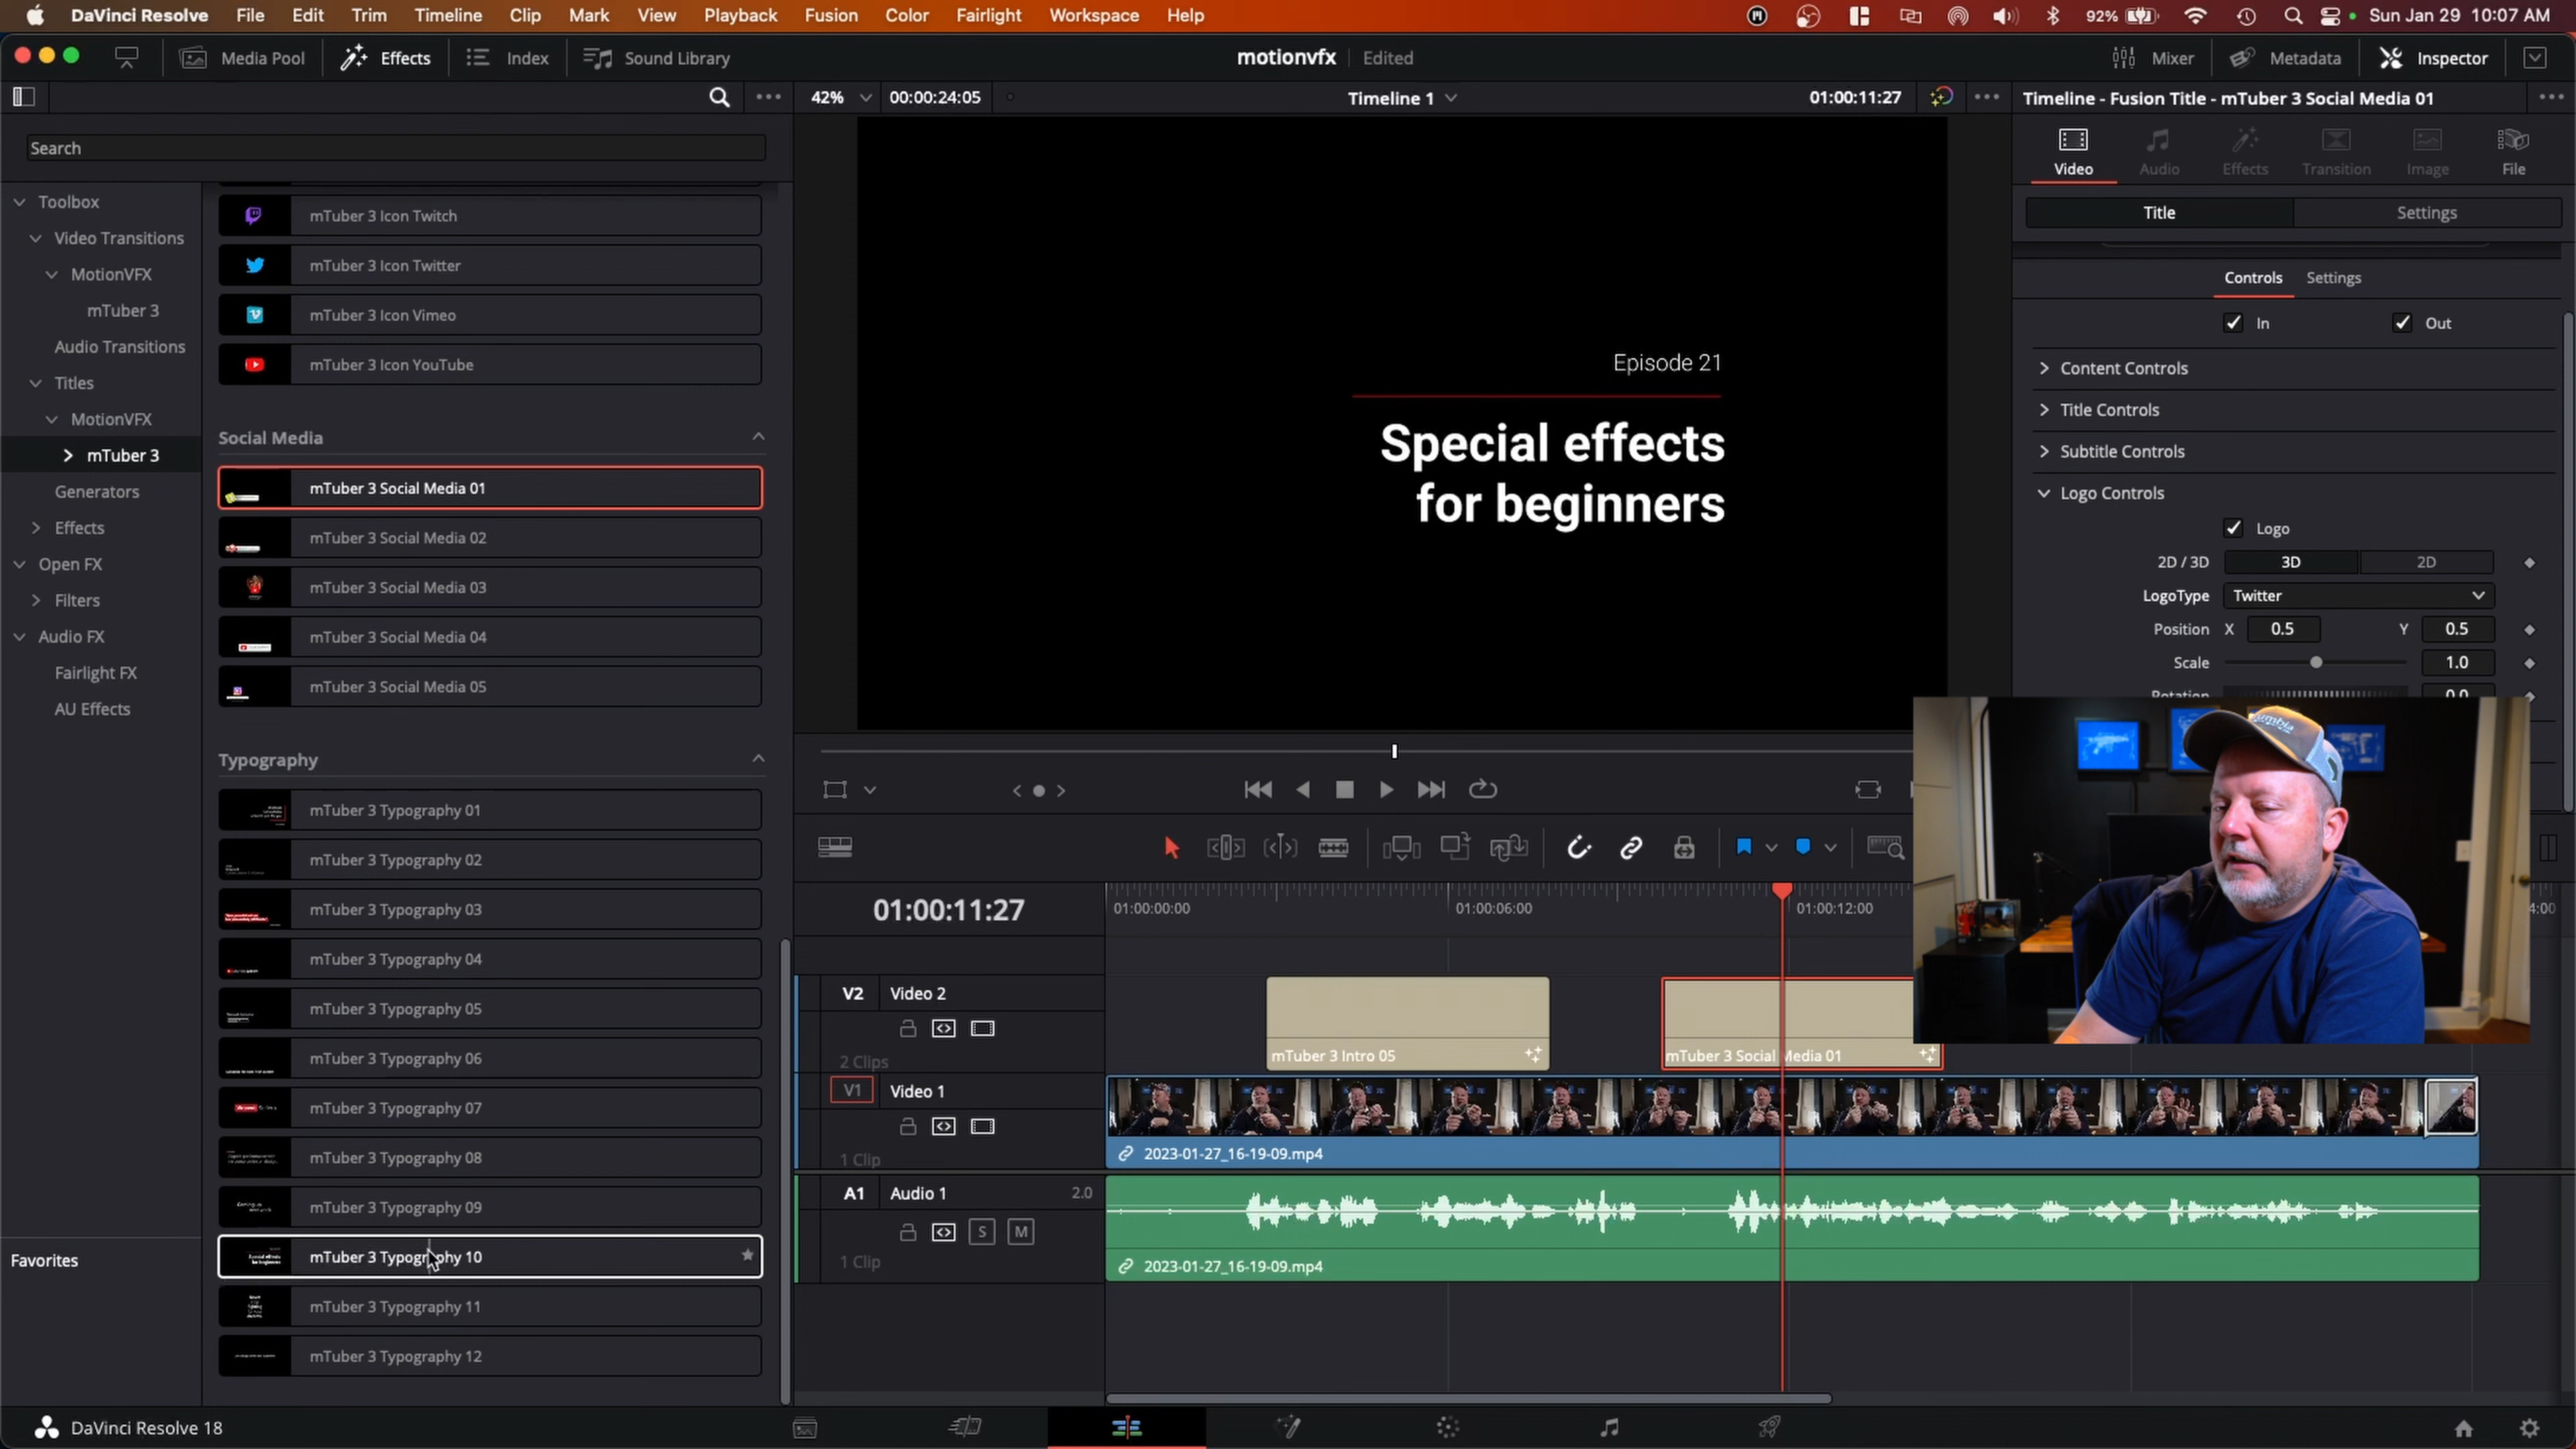 DaVinci Resolve File Edit Trim Timeline Clip Mark View Playback Fusion Color Fairlight Workspace Help 92% Sun Jan 29 10:07 AM
Media Pool Effects Index Sound Library motionvfx Edited Mixer Metadata Inspector
42% 00:00:24:05 Timeline 1 01:00:11:27 Timeline - Fusion Title - mTuber 3 Social Media 01
Search
Toolbox
Video Transitions
MotionVFX
mTuber 3
Audio Transitions
Titles
MotionVFX
mTuber 3
Generators
Effects
Open FX
Filters
Audio FX
Fairlight FX
AU Effects
Favorites
mTuber 3 Icon Twitch
mTuber 3 Icon Twitter
mTuber 3 Icon Vimeo
mTuber 3 Icon YouTube
Social Media
mTuber 3 Social Media 01
mTuber 3 Social Media 02
mTuber 3 Social Media 03
mTuber 3 Social Media 04
mTuber 3 Social Media 05
Typography
mTuber 3 Typography 01
mTuber 3 Typography 02
mTuber 3 Typography 03
mTuber 3 Typography 04
mTuber 3 Typography 05
mTuber 3 Typography 06
mTuber 3 Typography 07
mTuber 3 Typography 08
mTuber 3 Typography 09
mTuber 3 Typography 10
mTuber 3 Typography 11
mTuber 3 Typography 12
Episode 21
Special effects
for beginners
Video Audio Effects Transition Image File
Title Settings
Controls Settings
In Out
Content Controls
Title Controls
Subtitle Controls
Logo Controls
Logo
2D / 3D 3D 2D
LogoType Twitter
Position X 0.5 Y 0.5
Scale 1.0
Rotation 0.0
01:00:11:27 01:00:00:00 01:00:06:00 01:00:12:00 4:00
V2 Video 2
2 Clips
mTuber 3 Intro 05 mTuber 3 Social Media 01
V1 Video 1
1 Clip
2023-01-27_16-19-09.mp4
A1 Audio 1 2.0
S M
1 Clip
2023-01-27_16-19-09.mp4
DaVinci Resolve 18